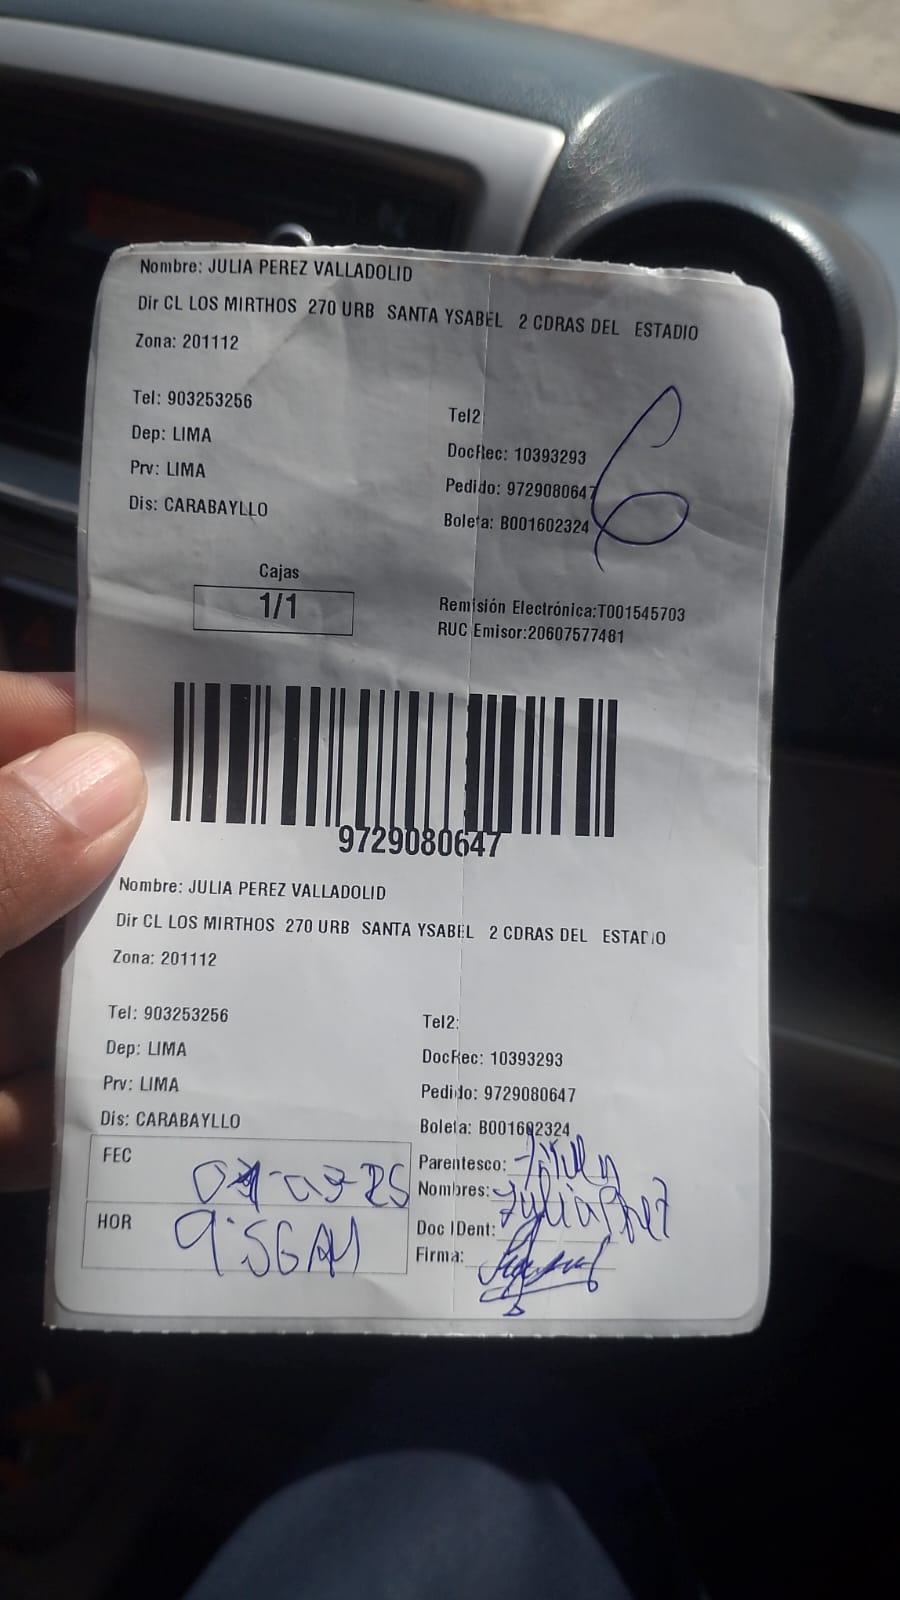 Nombre: JULIA PEREZ VALLADOLID
Dir CL LOS MIRTHOS 270 URB SANTA YSABEL 2 CDRAS DEL ESTADIO
Zona: 201112
Tel: 903253256
Tel2
Dep: LIMA
DocRec: 10393293
Prv: LIMA
Pedido: 9729080647
Dis: CARABAYLLO
Boleta: B001602324
6
Cajas
1/1
Remisión Electrónica:T001545703
RUC Emisor:20607577481
9729080647
Nombre: JULIA PEREZ VALLADOLID
Dir CL LOS MIRTHOS 270 URB SANTA YSABEL 2 CDRAS DEL ESTADIO
Zona: 201112
Tel: 903253256
Tel2:
Dep: LIMA
DocRec: 10393293
Prv: LIMA
Pedido: 9729080647
Dis: CARABAYLLO
Boleta: B001602324
FEC
Parentesco:
Nombres: Julia Perez
HOR 9:56AM
Doc IDent:
Firma: